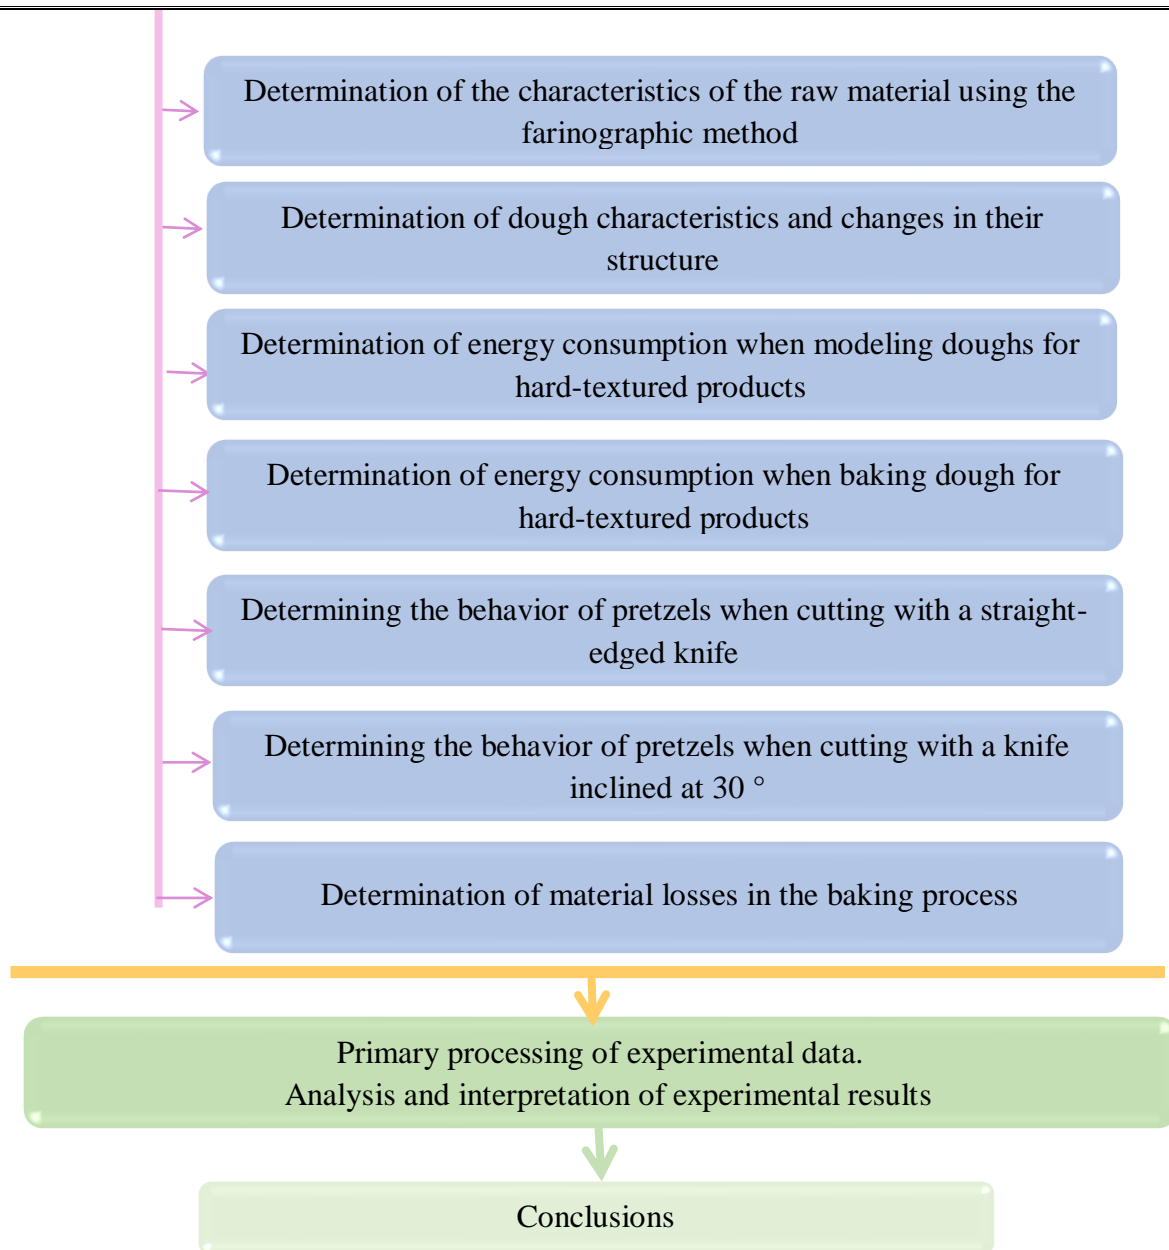 Determination of the characteristics of the raw material using the
farinographic method
Determination of dough characteristics and changes in their
structure
Determination of energy consumption when modeling doughs for
hard-textured products
Determination of energy consumption when baking dough for
hard-textured products
Determining the behavior of pretzels when cutting with a straight-
edged knife
Determining the behavior of pretzels when cutting with a knife
inclined at 30 °
Determination of material losses in the baking process
Primary processing of experimental data.
Analysis and interpretation of experimental results
Conclusions